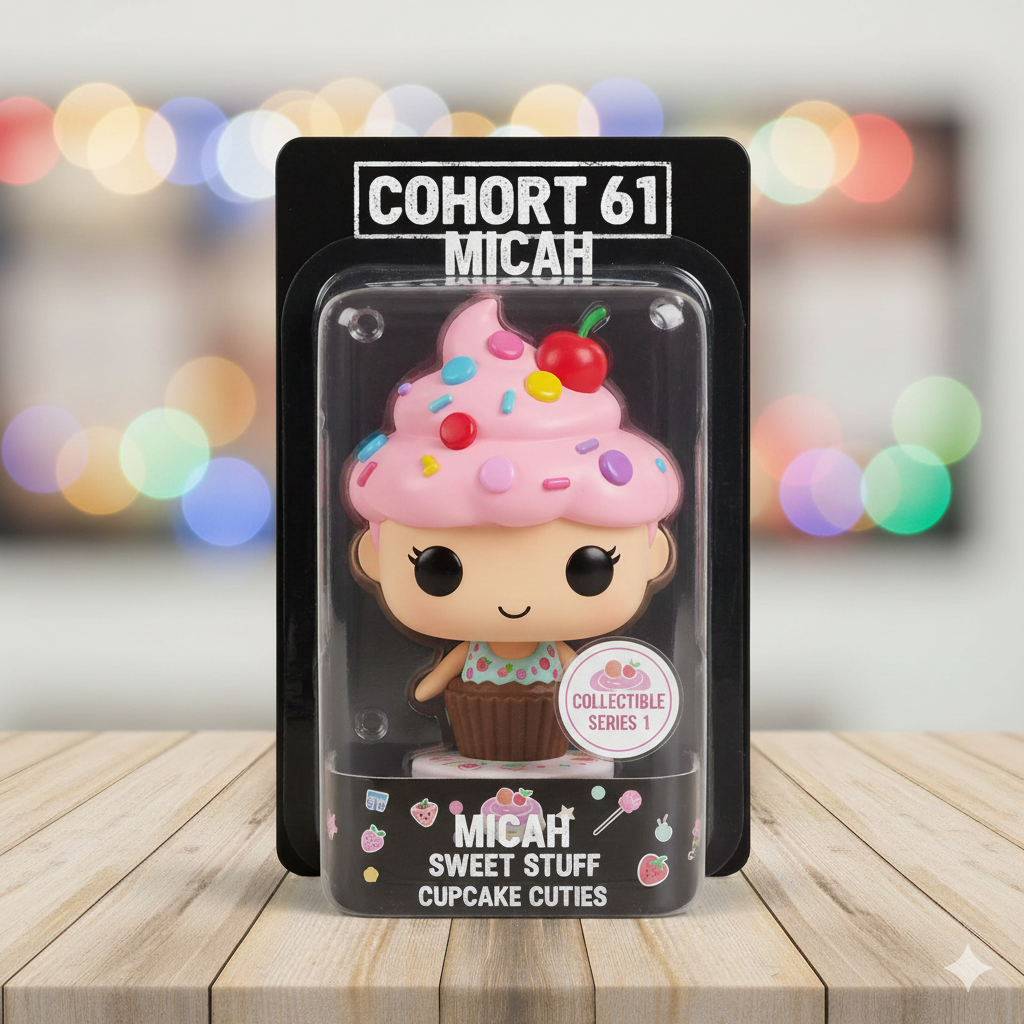 COHORT 61
MICAH
COLLECTIBLE
SERIES 1
MICAH
SWEET STUFF
CUPCAKE CUTIES